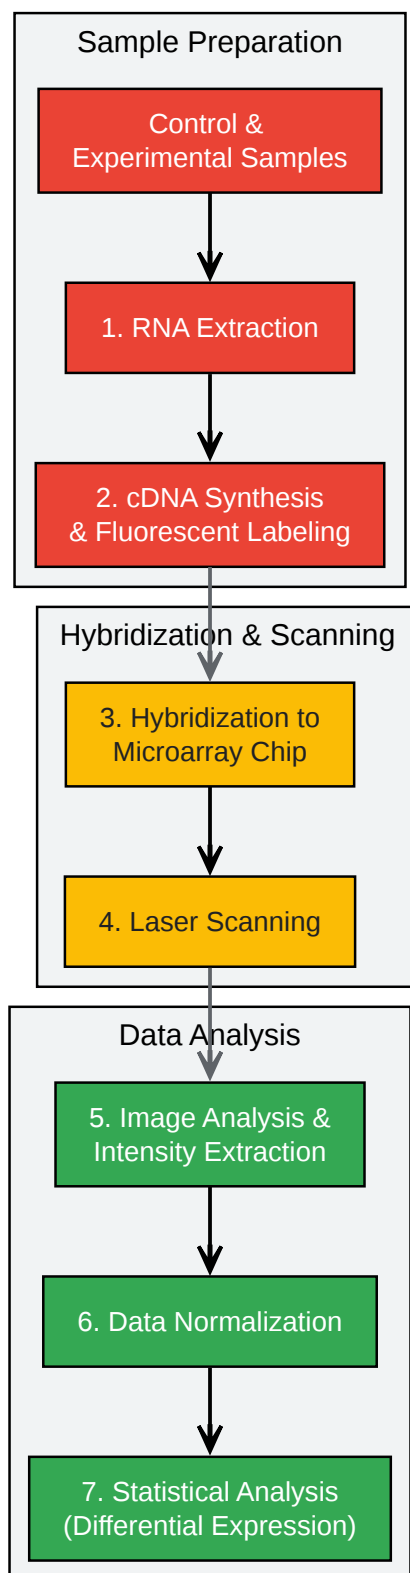 Sample Preparation
Control &
Experimental Samples
1. RNA Extraction
2. cDNA Synthesis
& Fluorescent Labeling
Hybridization & Scanning
3. Hybridization to
Microarray Chip
4. Laser Scanning
Data Analysis
5. Image Analysis &
Intensity Extraction
6. Data Normalization
7. Statistical Analysis
(Differential Expression)